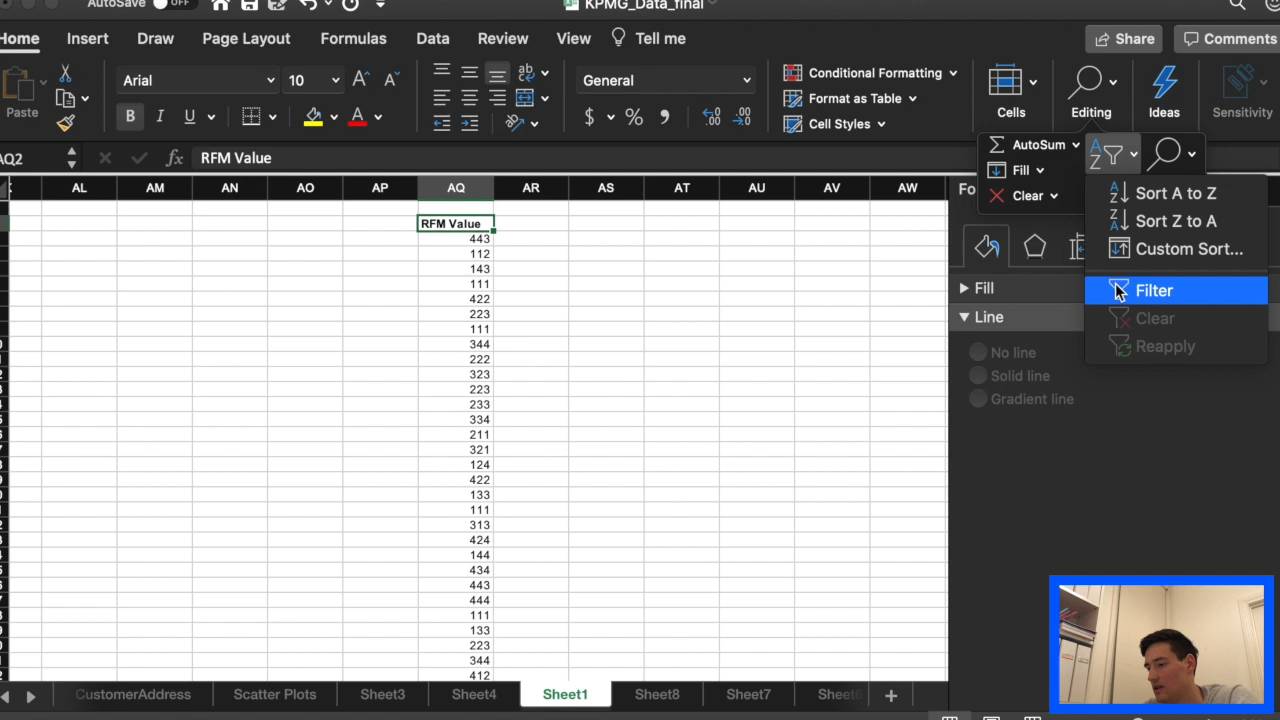 AutoSave OFF KPMG_Data_final
Home Insert Draw Page Layout Formulas Data Review View Tell me Share Comments
Paste Arial 10 General Conditional Formatting Format as Table Cell Styles Cells Editing Ideas Sensitivity
B I U A $ %
AutoSum
Fill
Clear
Sort A to Z
Sort Z to A
Custom Sort...
Filter
Clear
Reapply
AQ2 fx RFM Value
AL AM AN AO AP AQ AR AS AT AU AV AW
RFM Value
443
112
143
111
422
223
111
344
222
323
223
233
334
211
321
124
422
133
111
313
424
144
434
443
444
111
133
223
344
412
Fill
Line
No line
Solid line
Gradient line
CustomerAddress Scatter Plots Sheet3 Sheet4 Sheet1 Sheet8 Sheet7 Sheet6